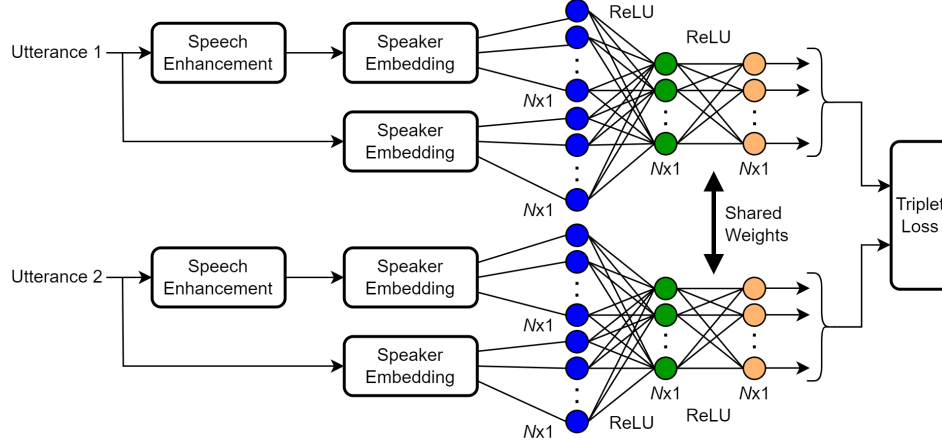 ReLU
ReLU
Utterance 1
Speech
Enhancement
Speaker
Embedding
Nx1
Speaker
Embedding
Nx1
Nx1
Nx1
Shared
Weights
Triplet
Loss
Utterance 2
Speech
Enhancement
Speaker
Embedding
Nx1
Speaker
Embedding
Nx1
Nx1
Nx1
ReLU
ReLU